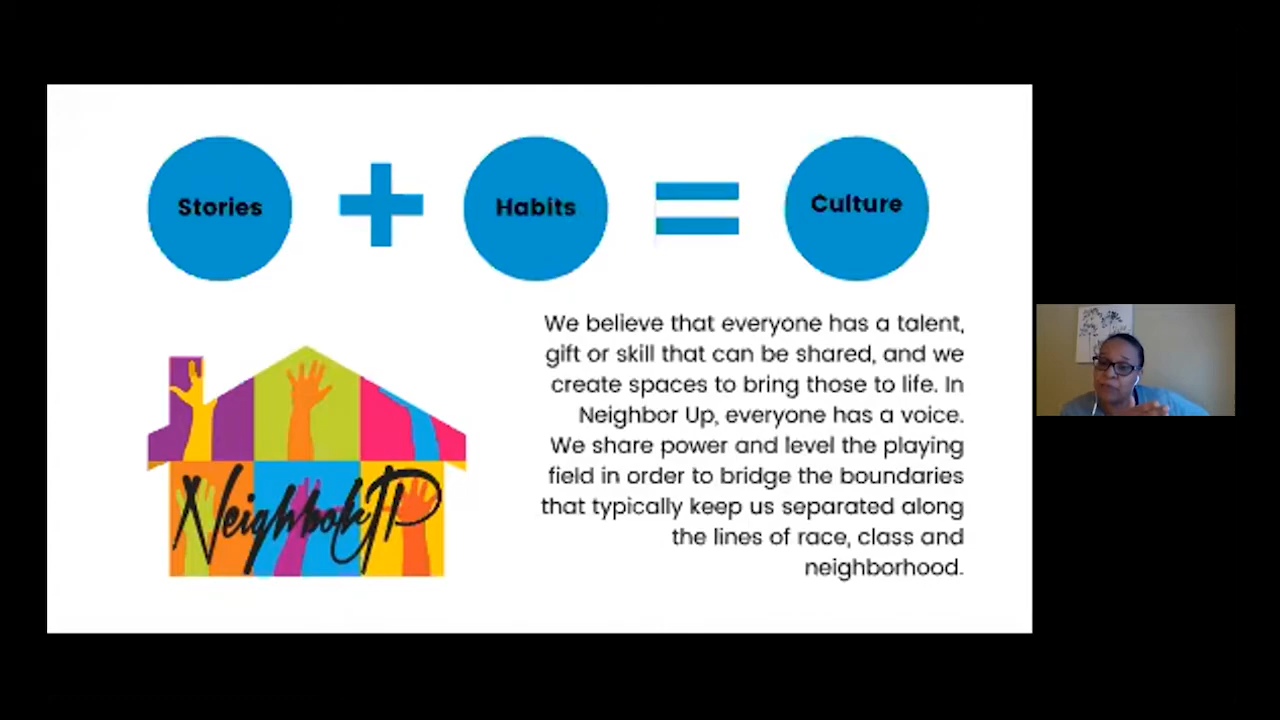 Stories + Habits = Culture
We believe that everyone has a talent,
gift or skill that can be shared, and we
create spaces to bring those to life. In
Neighbor Up, everyone has a voice.
We share power and level the playing
field in order to bridge the boundaries
that typically keep us separated along
the lines of race, class and
neighborhood.
NeighborUP